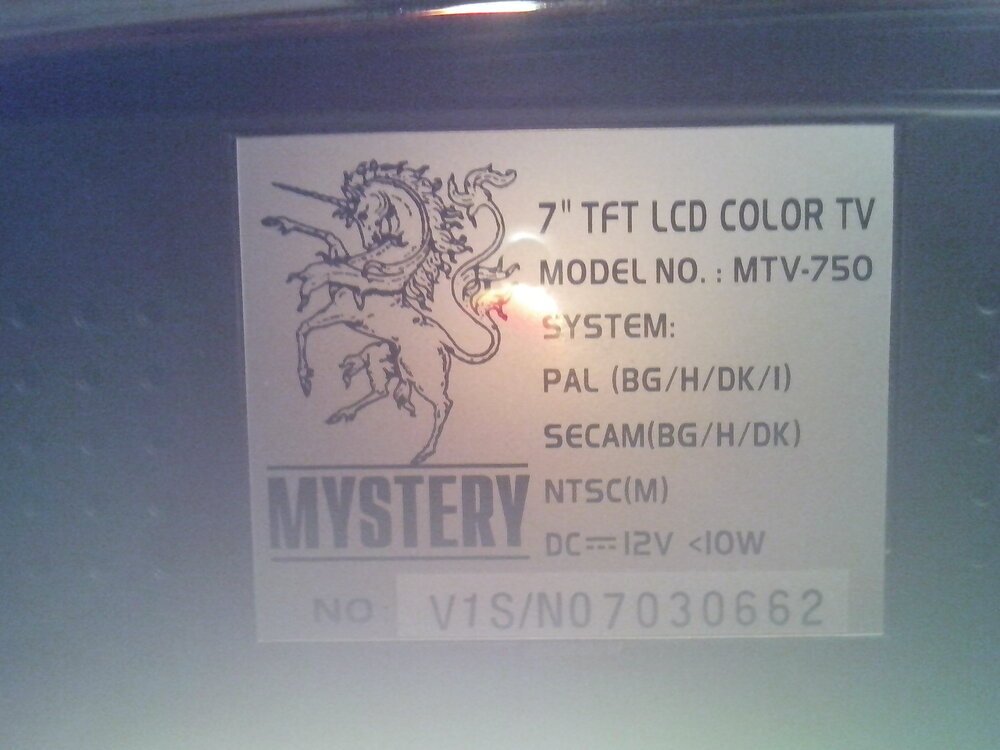 7" TFT LCD COLOR TV
MODEL NO. : MTV-750
SYSTEM:
PAL (BG/H/DK/I)
SECAM(BG/H/DK)
NTSC(M)
DC⎓12V <10W
MYSTERY
NO V1S/N07030662